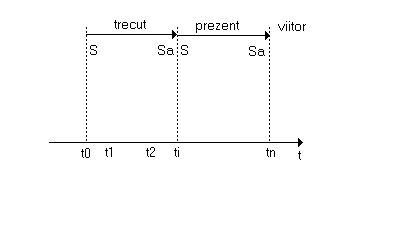 trecut prezent viitor
S Sa S Sa
t0 t1 t2 ti tn t